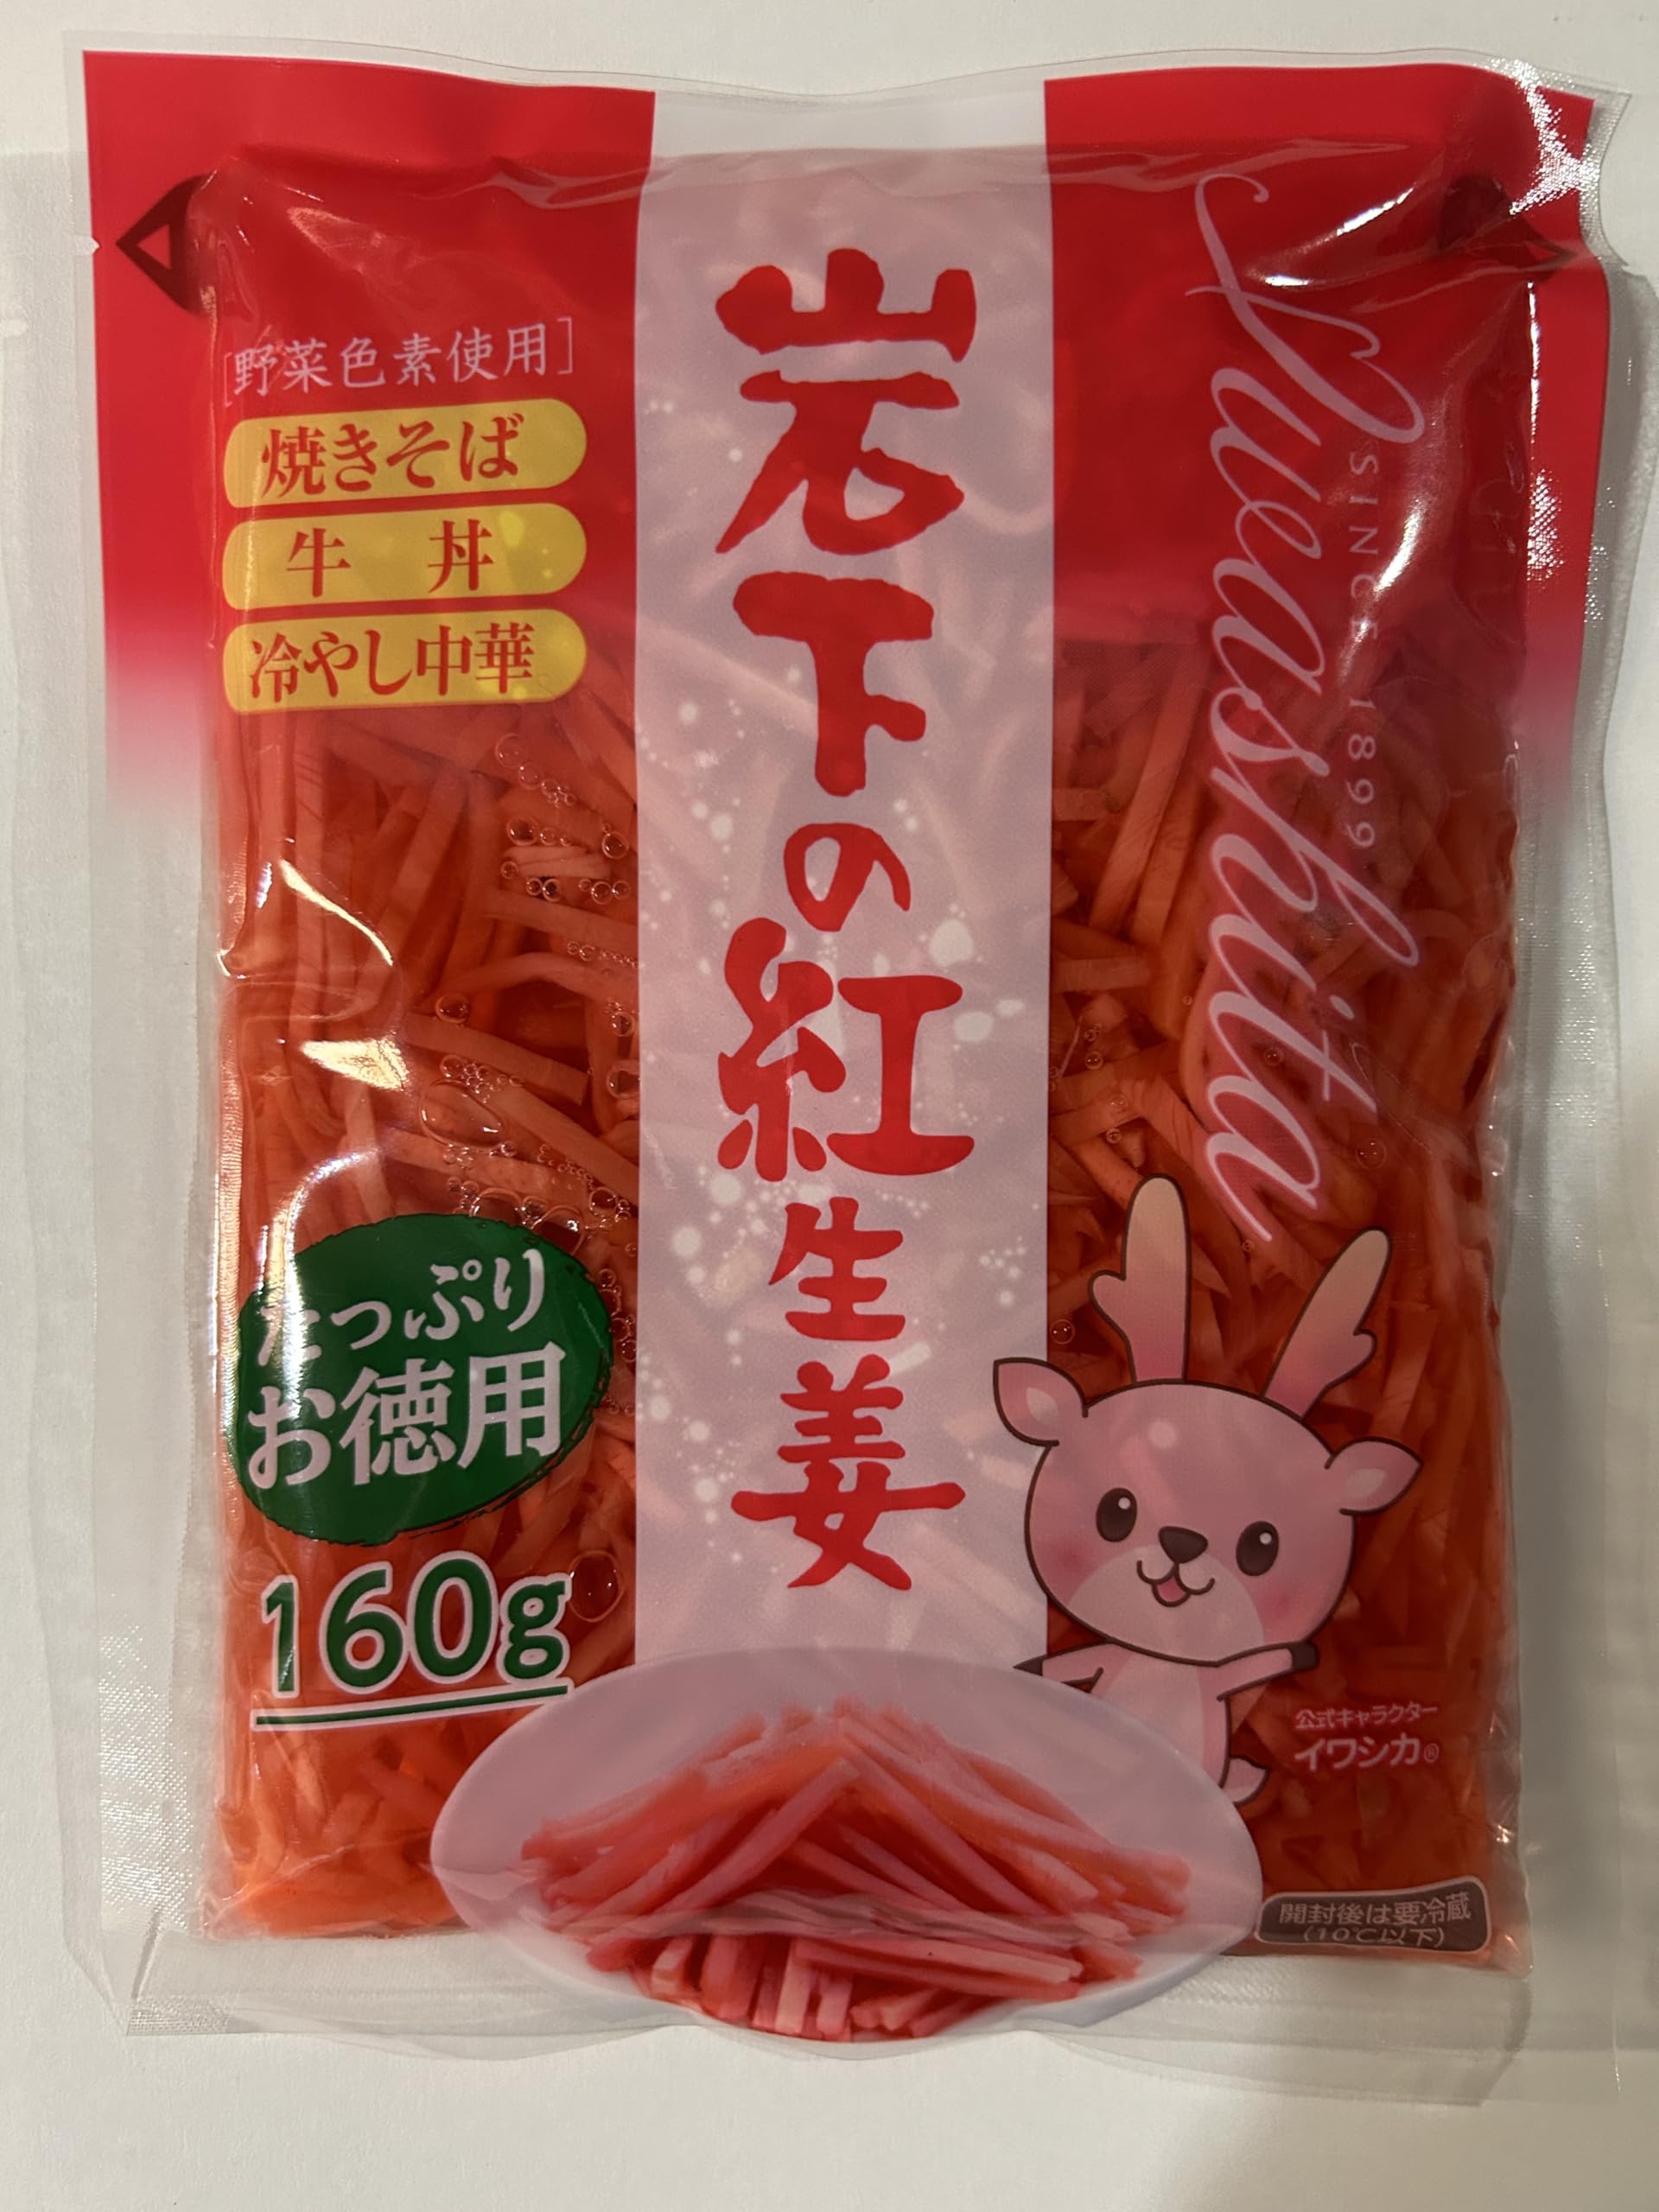 [野菜色素使用]
焼きそば
牛丼
冷やし中華
岩下の紅生姜
Iwashita
SINCE 1899
たっぷり
お徳用
160g
公式キャラクター
イワシカ®
開封後は要冷蔵
(10℃以下)